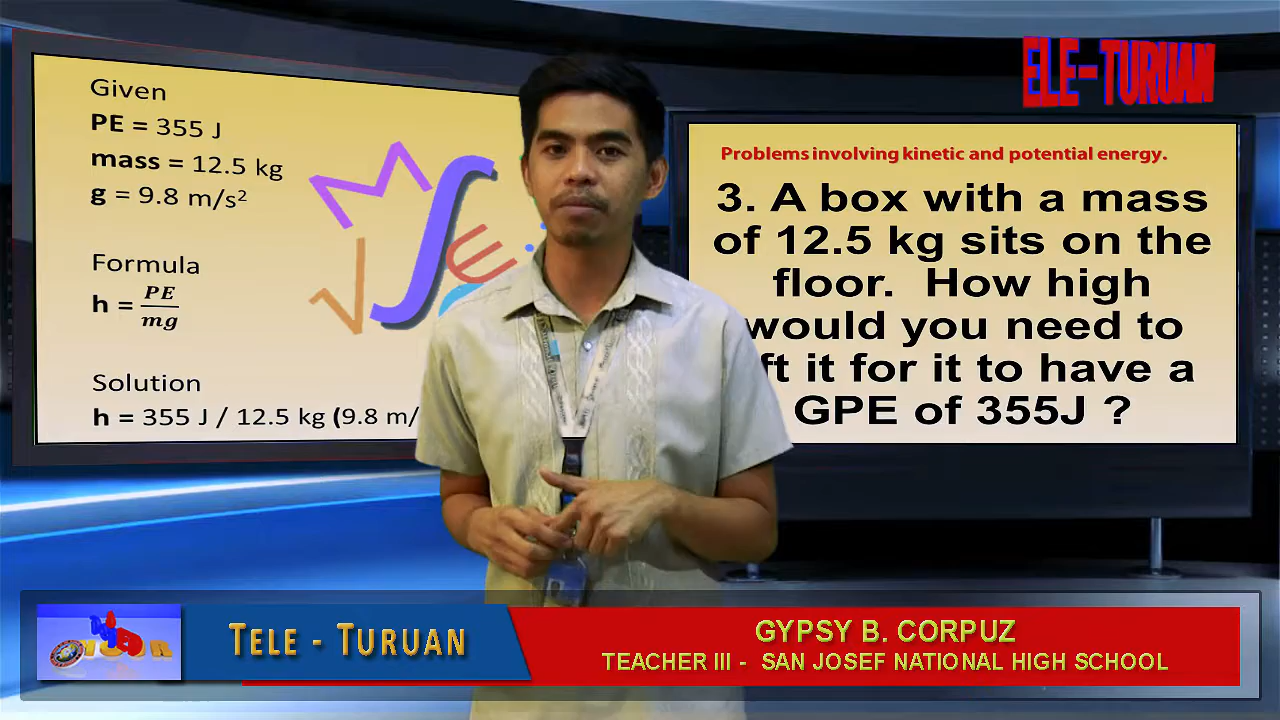 Given
PE = 355 J
mass = 12.5 kg
g = 9.8 m/s²
Formula
h = PE/mg
Solution
h = 355 J / 12.5 kg (9.8 m/
ELE-TURUAN
Problems involving kinetic and potential energy.
3. A box with a mass
of 12.5 kg sits on the
floor. How high
would you need to
ft it for it to have a
GPE of 355J ?
TELE - TURUAN
GYPSY B. CORPUZ
TEACHER III - SAN JOSEF NATIONAL HIGH SCHOOL